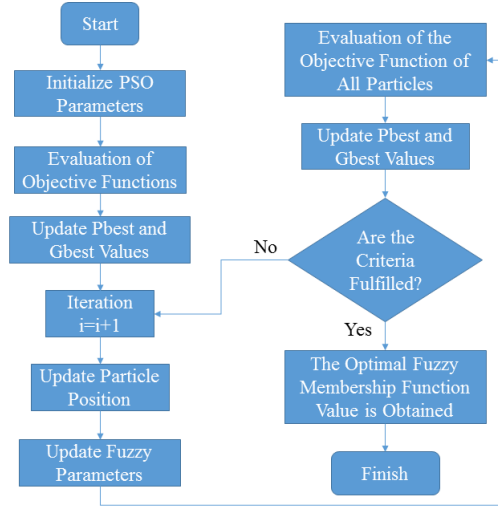 Start
Initialize PSO
Parameters
Evaluation of
Objective Functions
Update Pbest and
Gbest Values
Iteration
i=i+1
Update Particle
Position
Update Fuzzy
Parameters
Evaluation of the
Objective Function of
All Particles
Update Pbest and
Gbest Values
Are the
Criteria
Fulfilled?
No
Yes
The Optimal Fuzzy
Membership Function
Value is Obtained
Finish